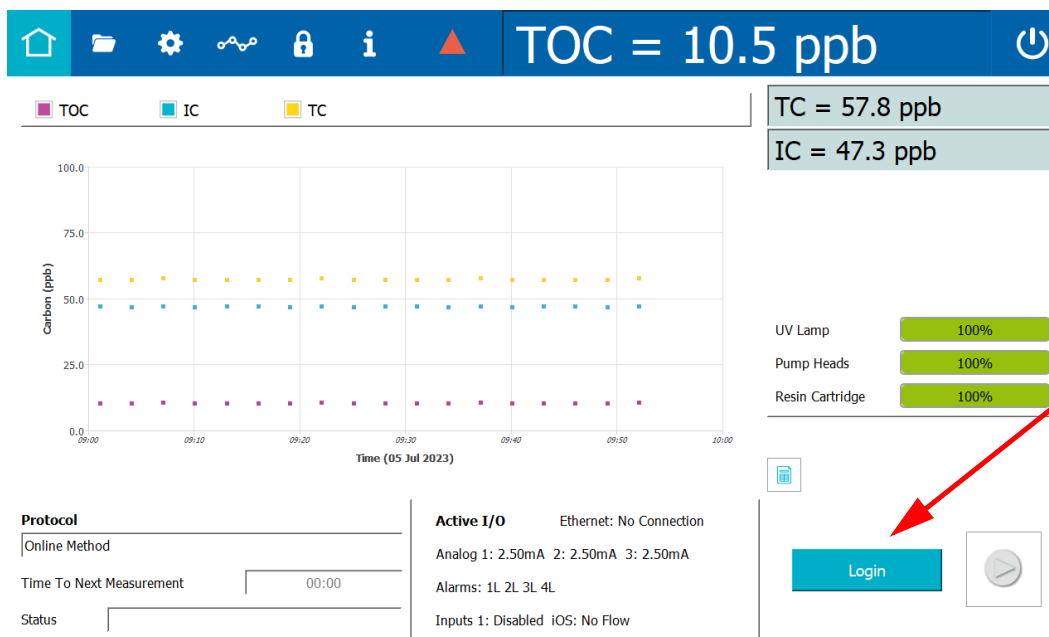 TOC = 10.5 ppb
TOC IC TC
TC = 57.8 ppb
IC = 47.3 ppb
100.0
75.0
50.0
25.0
0.0
Carbon (ppb)
09:00 09:10 09:20 09:30 09:40 09:50 10:00
Time (05 Jul 2023)
UV Lamp 100%
Pump Heads 100%
Resin Cartridge 100%
Protocol
Online Method
Time To Next Measurement 00:00
Status
Active I/O Ethernet: No Connection
Analog 1: 2.50mA 2: 2.50mA 3: 2.50mA
Alarms: 1L 2L 3L 4L
Inputs 1: Disabled iOS: No Flow
Login